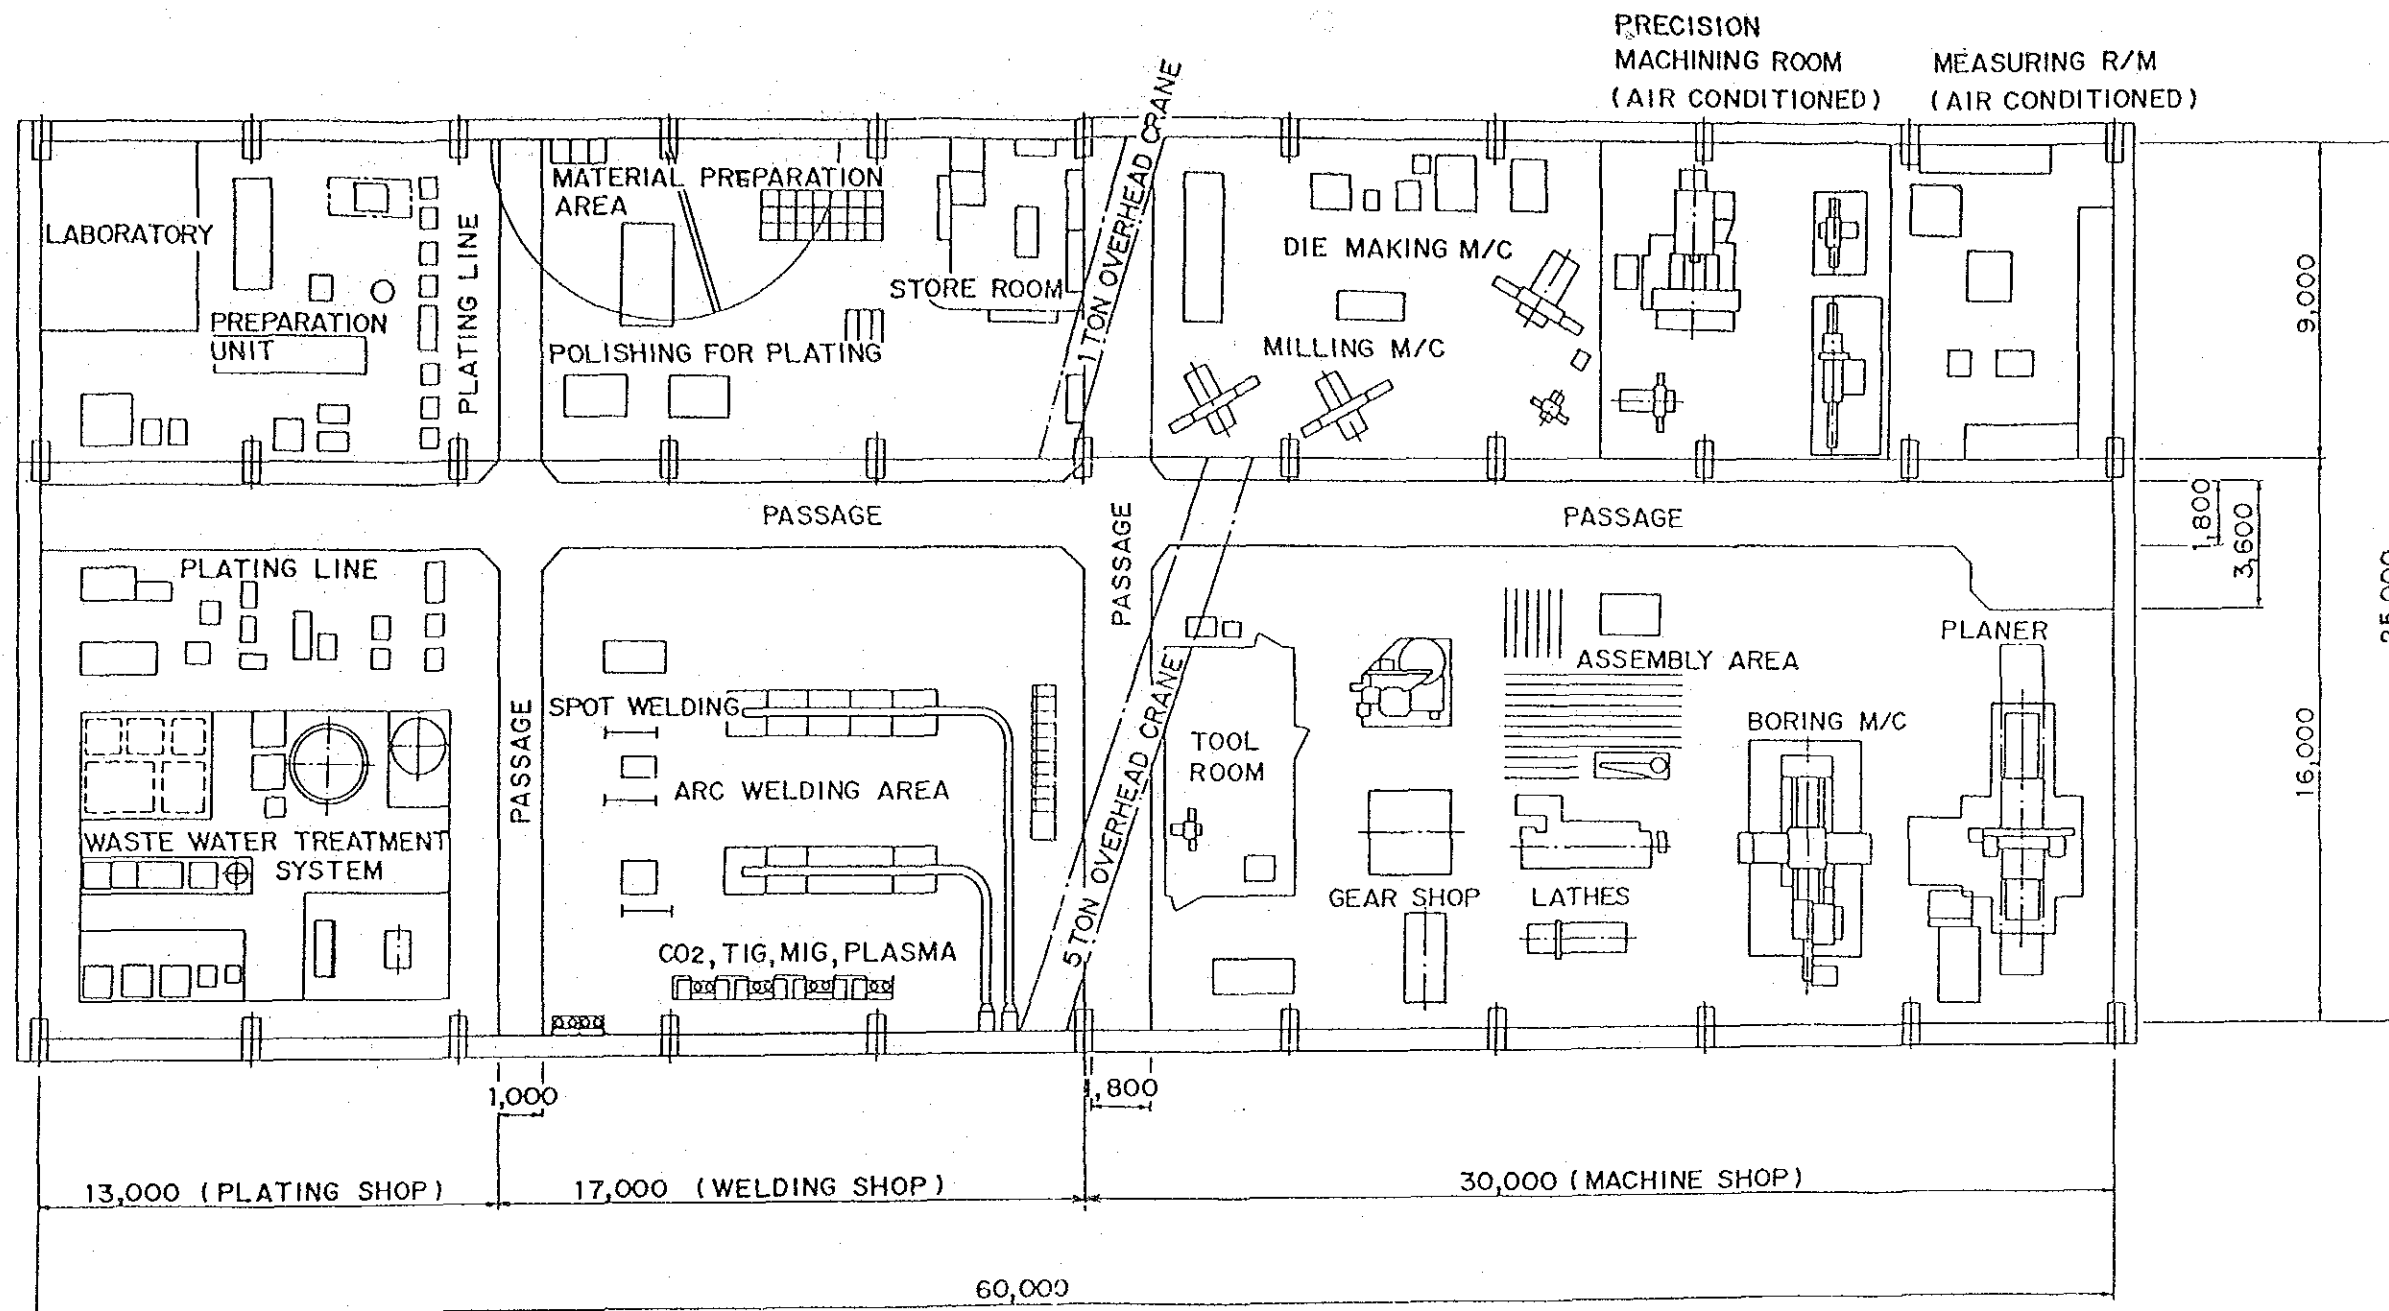 PRECISION
MACHINING ROOM
(AIR CONDITIONED)
MEASURING R/M
(AIR CONDITIONED)
1 TON OVERHEAD CRANE
MATERIAL PREPARATION
AREA
LABORATORY
PLATING LINE
DIE MAKING M/C
STORE ROOM
PREPARATION
UNIT
POLISHING FOR PLATING
MILLING M/C
9,000
PASSAGE
PASSAGE
PASSAGE
1,800
3,600
25,000
PLATING LINE
PLANER
ASSEMBLY AREA
SPOT WELDING
PASSAGE
5 TON OVERHEAD CRANE
TOOL
ROOM
BORING M/C
16,000
ARC WELDING AREA
WASTE WATER TREATMENT
SYSTEM
GEAR SHOP
LATHES
CO2, TIG, MIG, PLASMA
1,000
1,800
13,000 (PLATING SHOP)
17,000 (WELDING SHOP)
30,000 (MACHINE SHOP)
60,000